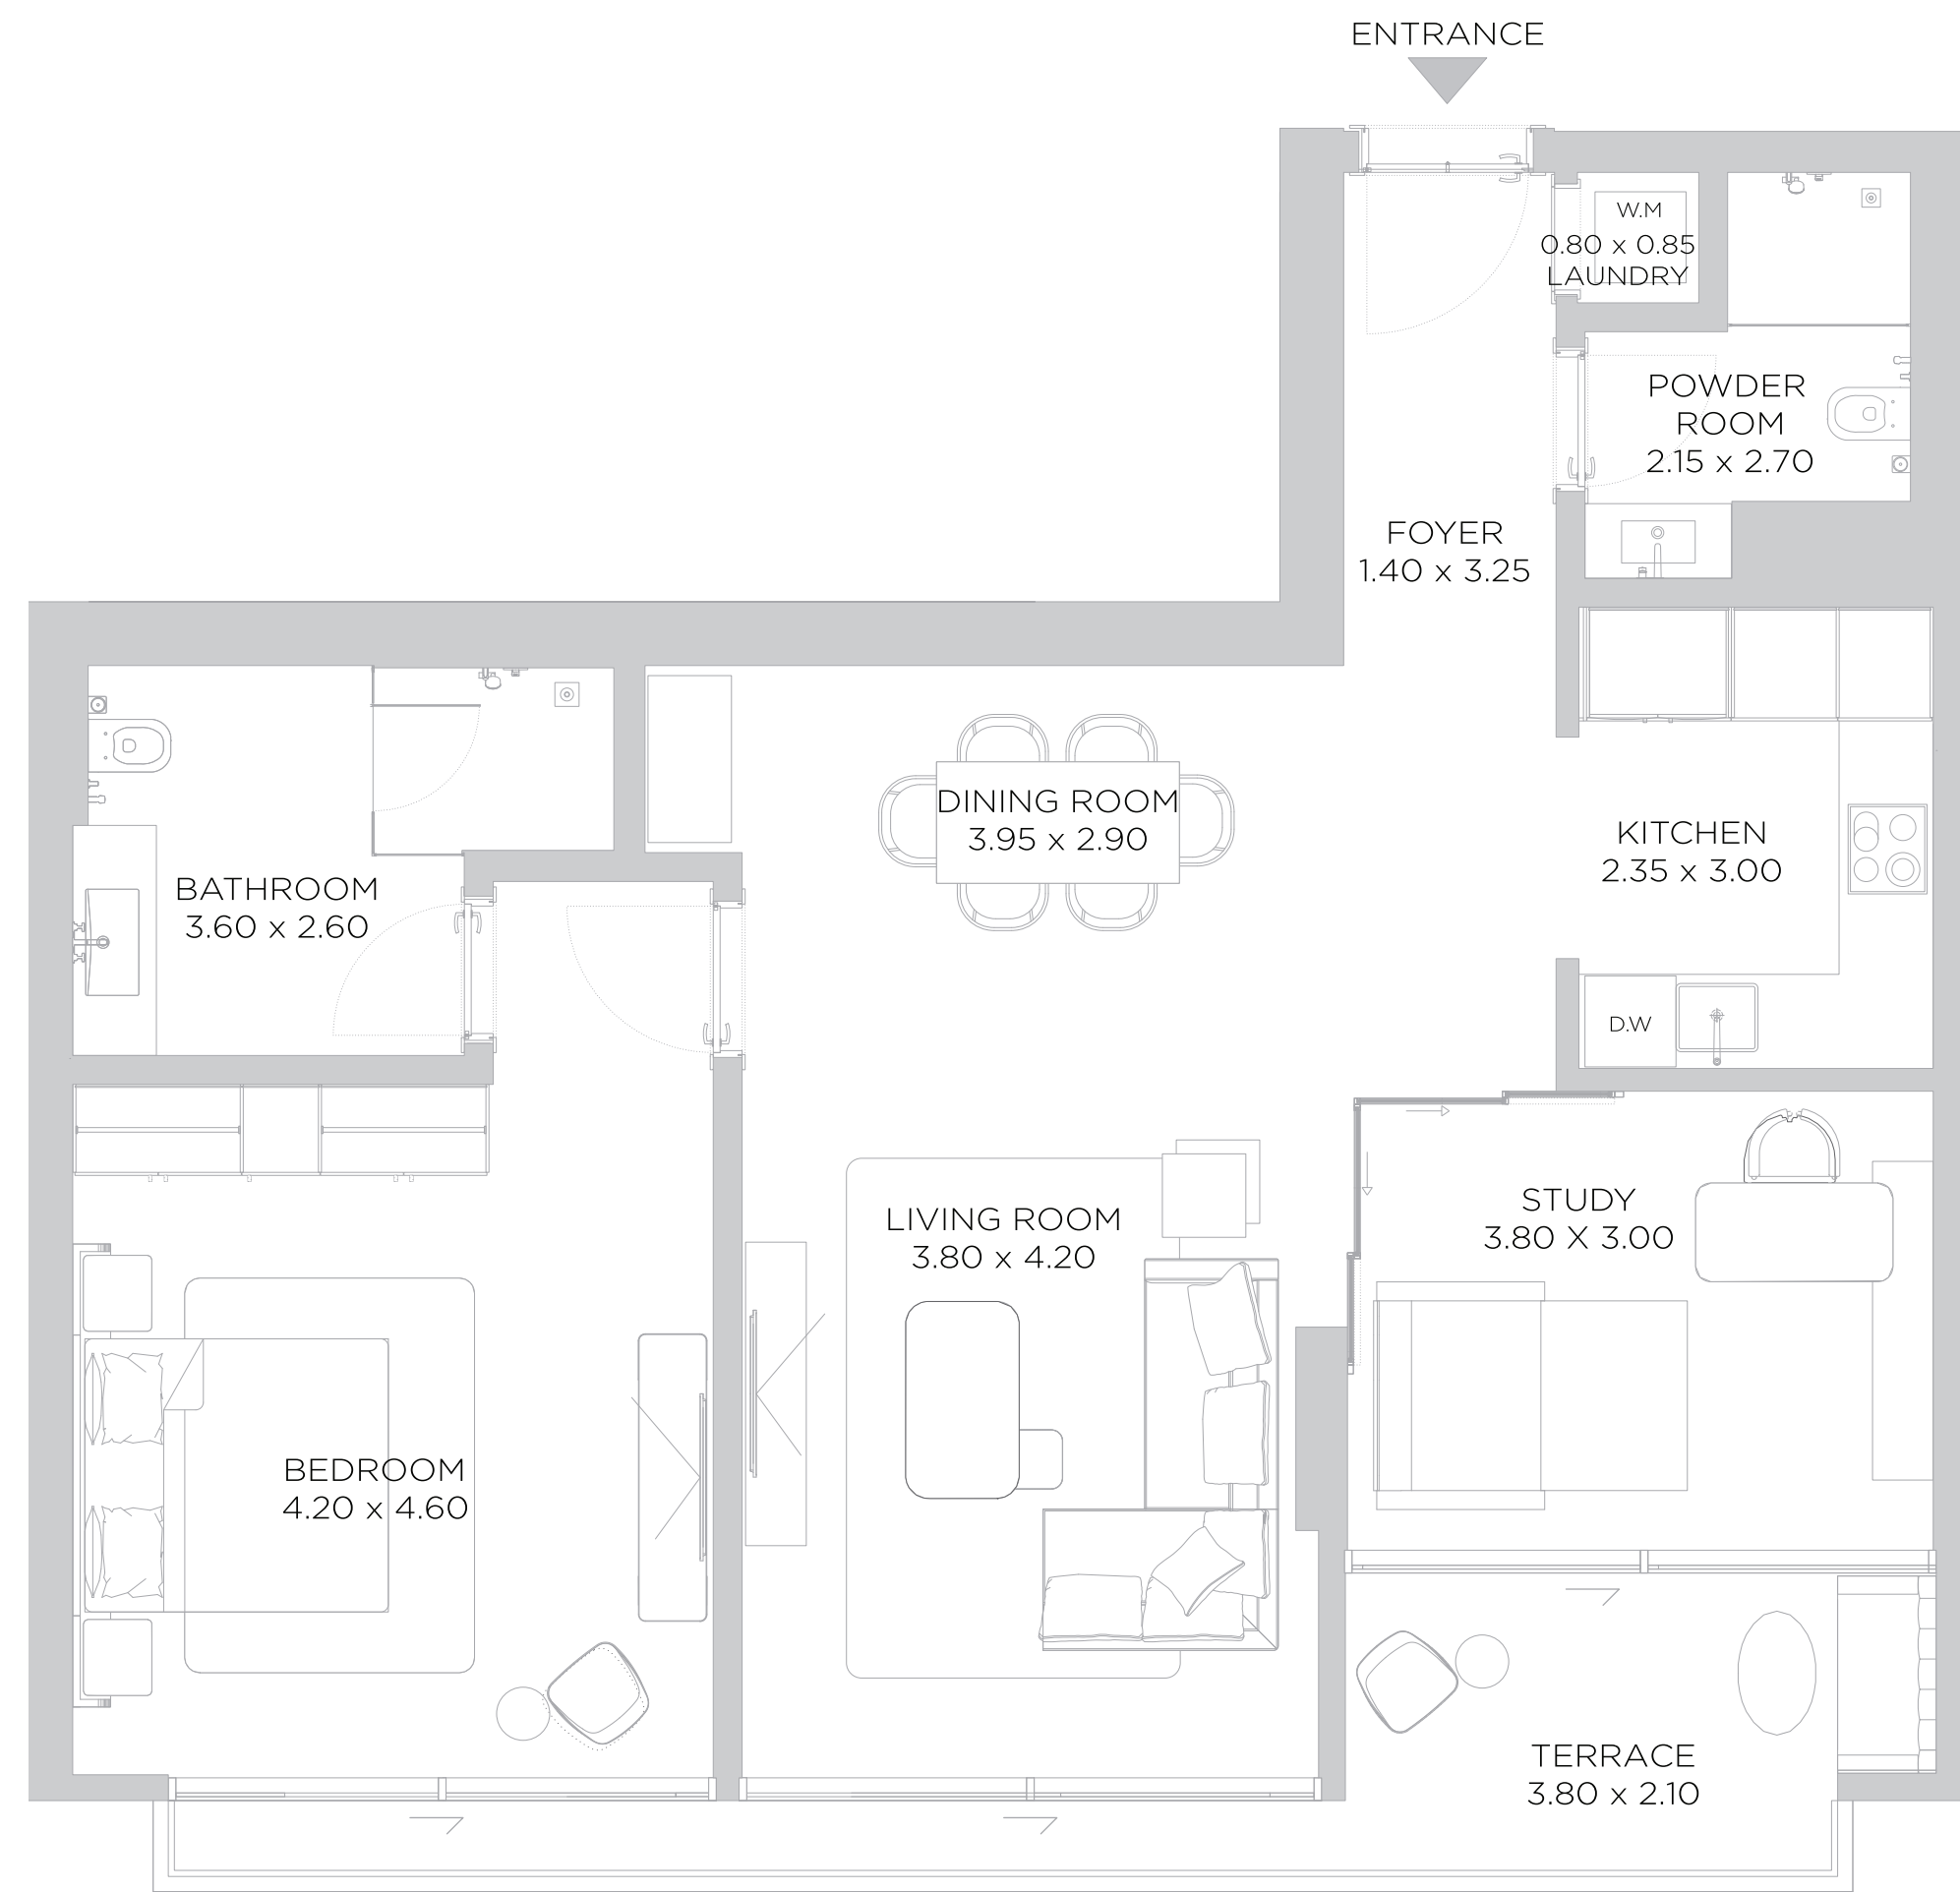 ENTRANCE
W.M
0.80 x 0.85
LAUNDRY
POWDER
ROOM
2.15 x 2.70
FOYER
1.40 x 3.25
DINING ROOM
3.95 x 2.90
KITCHEN
2.35 x 3.00
BATHROOM
3.60 x 2.60
D.W
LIVING ROOM
3.80 x 4.20
STUDY
3.80 X 3.00
BEDROOM
4.20 x 4.60
TERRACE
3.80 x 2.10